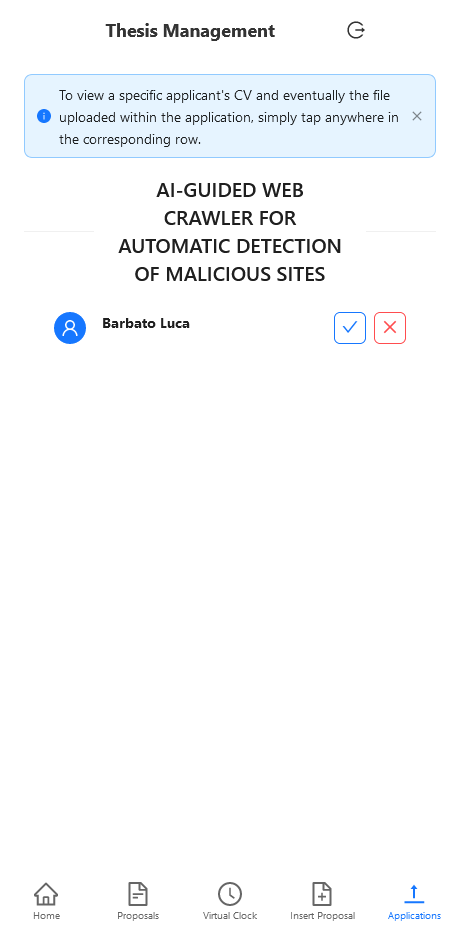 Thesis Management
To view a specific applicant's CV and eventually the file
uploaded within the application, simply tap anywhere in
the corresponding row.
AI-GUIDED WEB
CRAWLER FOR
AUTOMATIC DETECTION
OF MALICIOUS SITES
Barbato Luca
Home
Proposals
Virtual Clock
Insert Proposal
Applications